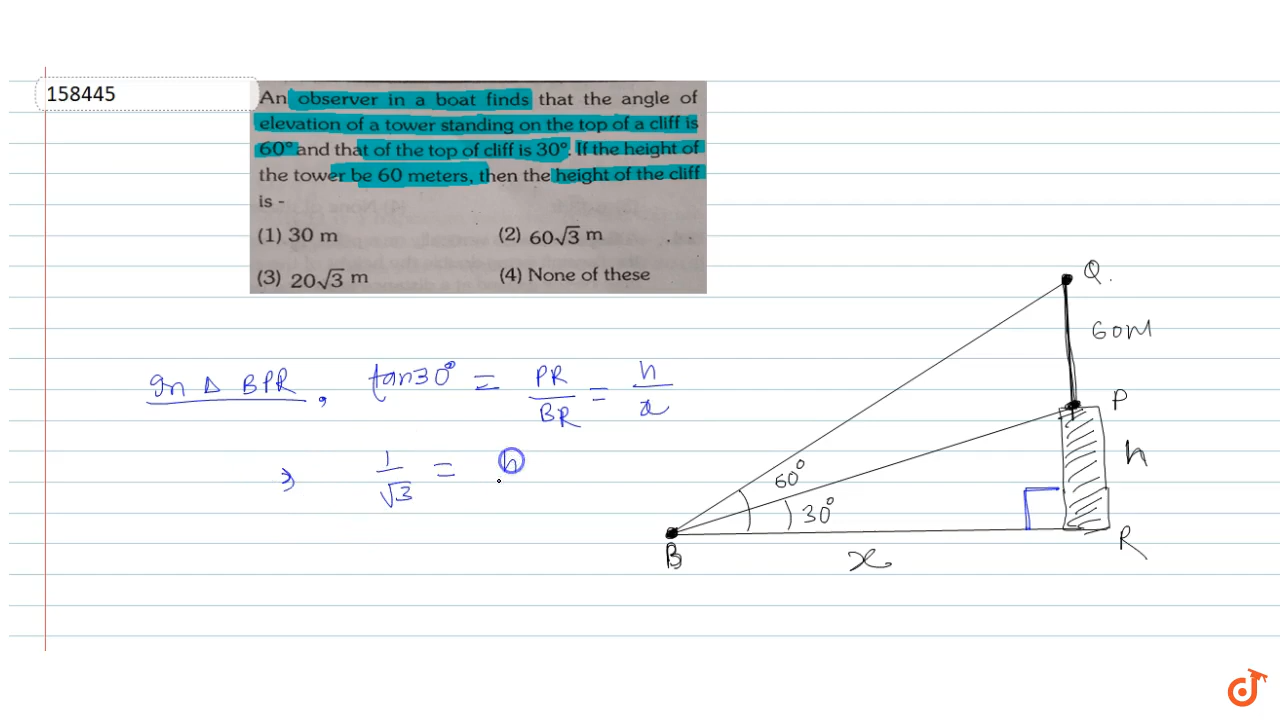 158445
An observer in a boat finds that the angle of
elevation of a tower standing on the top of a cliff is
60° and that of the top of cliff is 30°. If the height of
the tower be 60 meters, then the height of the cliff
is -
(1) 30 m (2) 60√3 m
(3) 20√3 m (4) None of these
Q.
60M
In Δ BPR, tan30° = PR/BR = h/x
P
h
⇒ 1/√3 = h
60°
30°
R
B
x